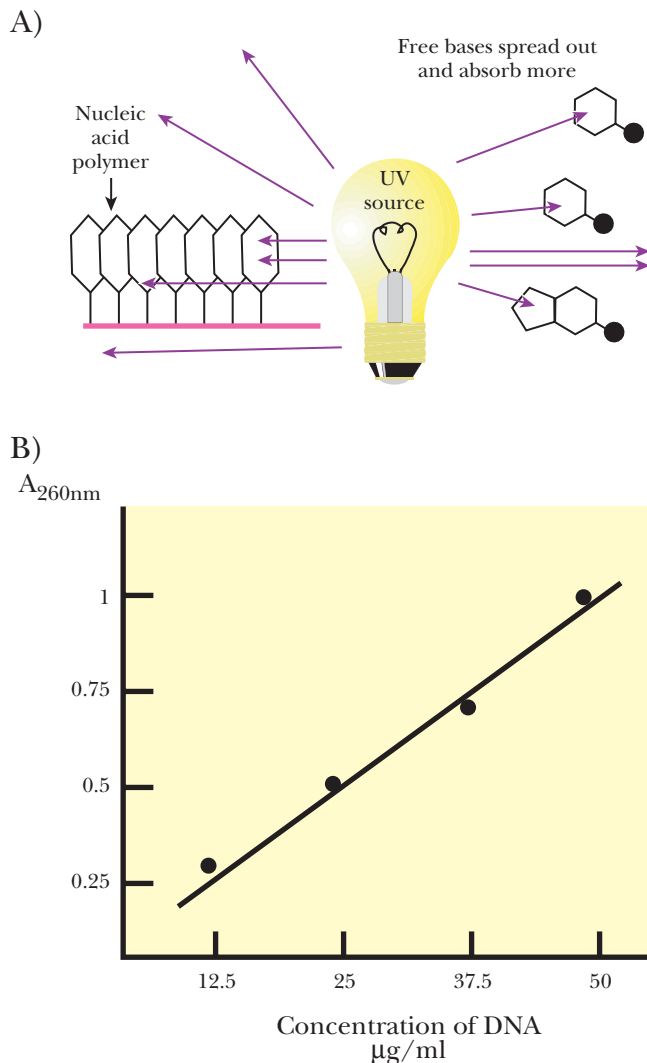 A)
Free bases spread out
and absorb more
Nucleic
acid
polymer
UV
source
B)
A260nm
1
0.75
0.5
0.25
12.5 25 37.5 50
Concentration of DNA
μg/ml